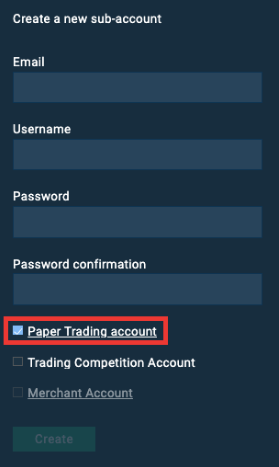 Create a new sub-account
Email
Username
Password
Password confirmation
Paper Trading account
Trading Competition Account
Merchant Account
Create